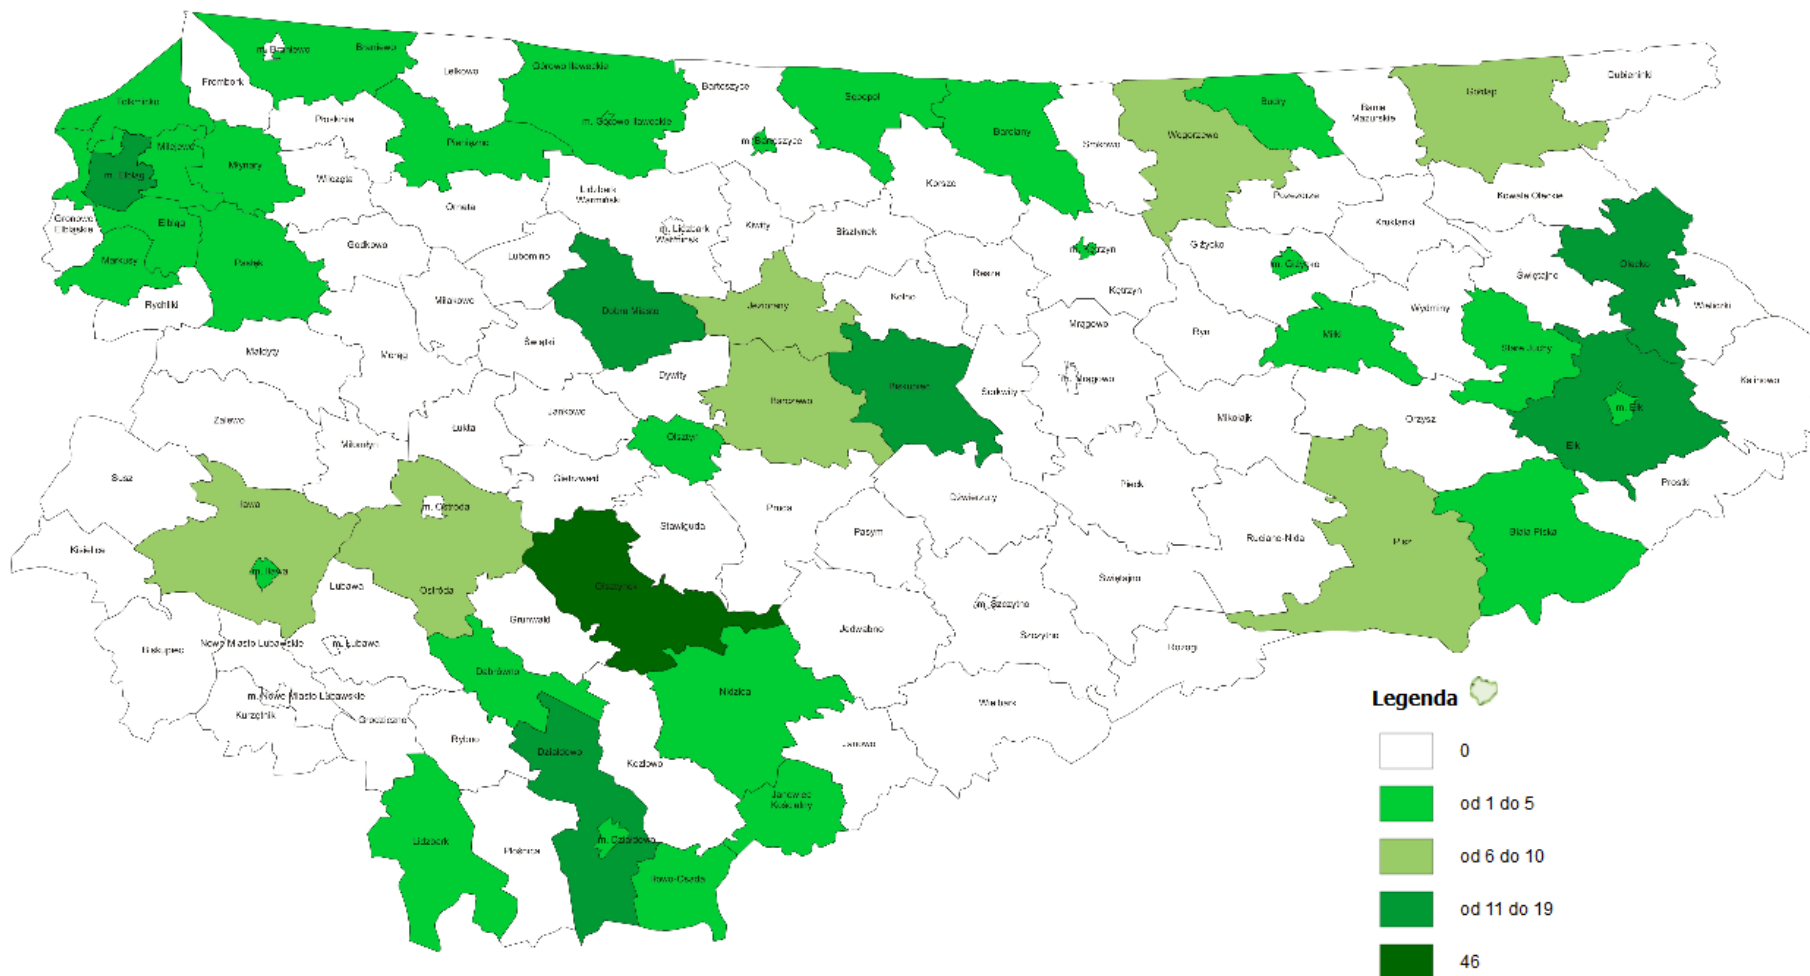 m. Braniewo
Braniewo
Lelkowo
Górowo Iławeckie
Bartoszyce
Frombork
Tolkmicko
Płoskinia
m. Górowo Iławeckie
Sępopol
Barciany
Srokowo
Węgorzewo
Budry
Banie
Mazurskie
Gołdap
Dubeninki
Milejewo
Młynary
Pieniężno
m. Bartoszyce
m. Elbląg
Wilczęta
Orneta
Lidzbark
Warmiński
Korsze
Pozezdrze
Kowale Oleckie
Gronowo
Elbląskie
Elbląg
Godkowo
m. Lidzbark
Warmiński
Kiwity
Bisztynek
Kruklanki
Markusy
Pasłęk
Lubomino
m. Kętrzyn
Giżycko
m. Giżycko
Olecko
Rychliki
Miłakowo
Dobre Miasto
Jeziorany
Kolno
Reszel
Kętrzyn
Świętajno
Wieliczki
Wydminy
Małdyty
Morąg
Świątki
Mrągowo
Ryn
Miłki
Stare Juchy
Dywity
Barczewo
Biskupiec
Sorkwity
m. Mrągowo
Kalinowo
Zalewo
Miłomłyn
Łukta
Jonkowo
Olsztyn
Mikołajk
Orzysz
m. Ełk
Ełk
Susz
Iława
m. Ostróda
Gietrzwałd
Stawiguda
Purda
Dźwierzuty
Pieck
Prostki
Kisielice
m. Iława
Lubawa
Ostróda
Olsztynek
Pasym
Ruciane-Nida
Pisz
Biała Piska
Świętajno
Biskupiec
Nowe Miasto Lubawskie
m. Lubawa
Grunwald
Jedwabno
m. Szczytno
Szczytno
Rozogi
Dąbrówno
Nidzica
Wielbark
m. Nowe Miasto Lubawskie
Kurzętnik
Grodziczno
Rybno
Działdowo
Kozłowo
Janowo
Janowiec
Kościelny
Lidzbark
Płośnica
m. Działdowo
Iłowo-Osada
Legenda
0
od 1 do 5
od 6 do 10
od 11 do 19
46